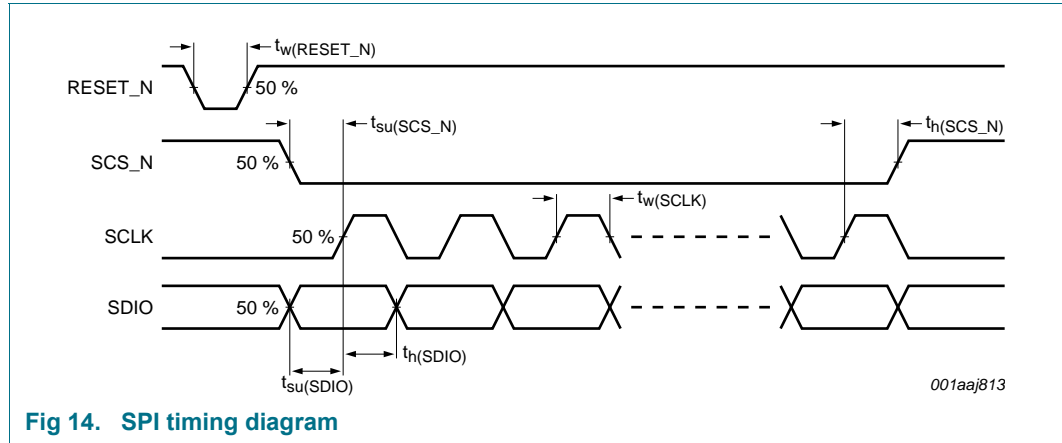 tw(RESET_N)
RESET_N
50 %
tsu(SCS_N)
th(SCS_N)
SCS_N
50 %
tw(SCLK)
SCLK
50 %
SDIO
50 %
th(SDIO)
tsu(SDIO)
001aaj813
Fig 14. SPI timing diagram